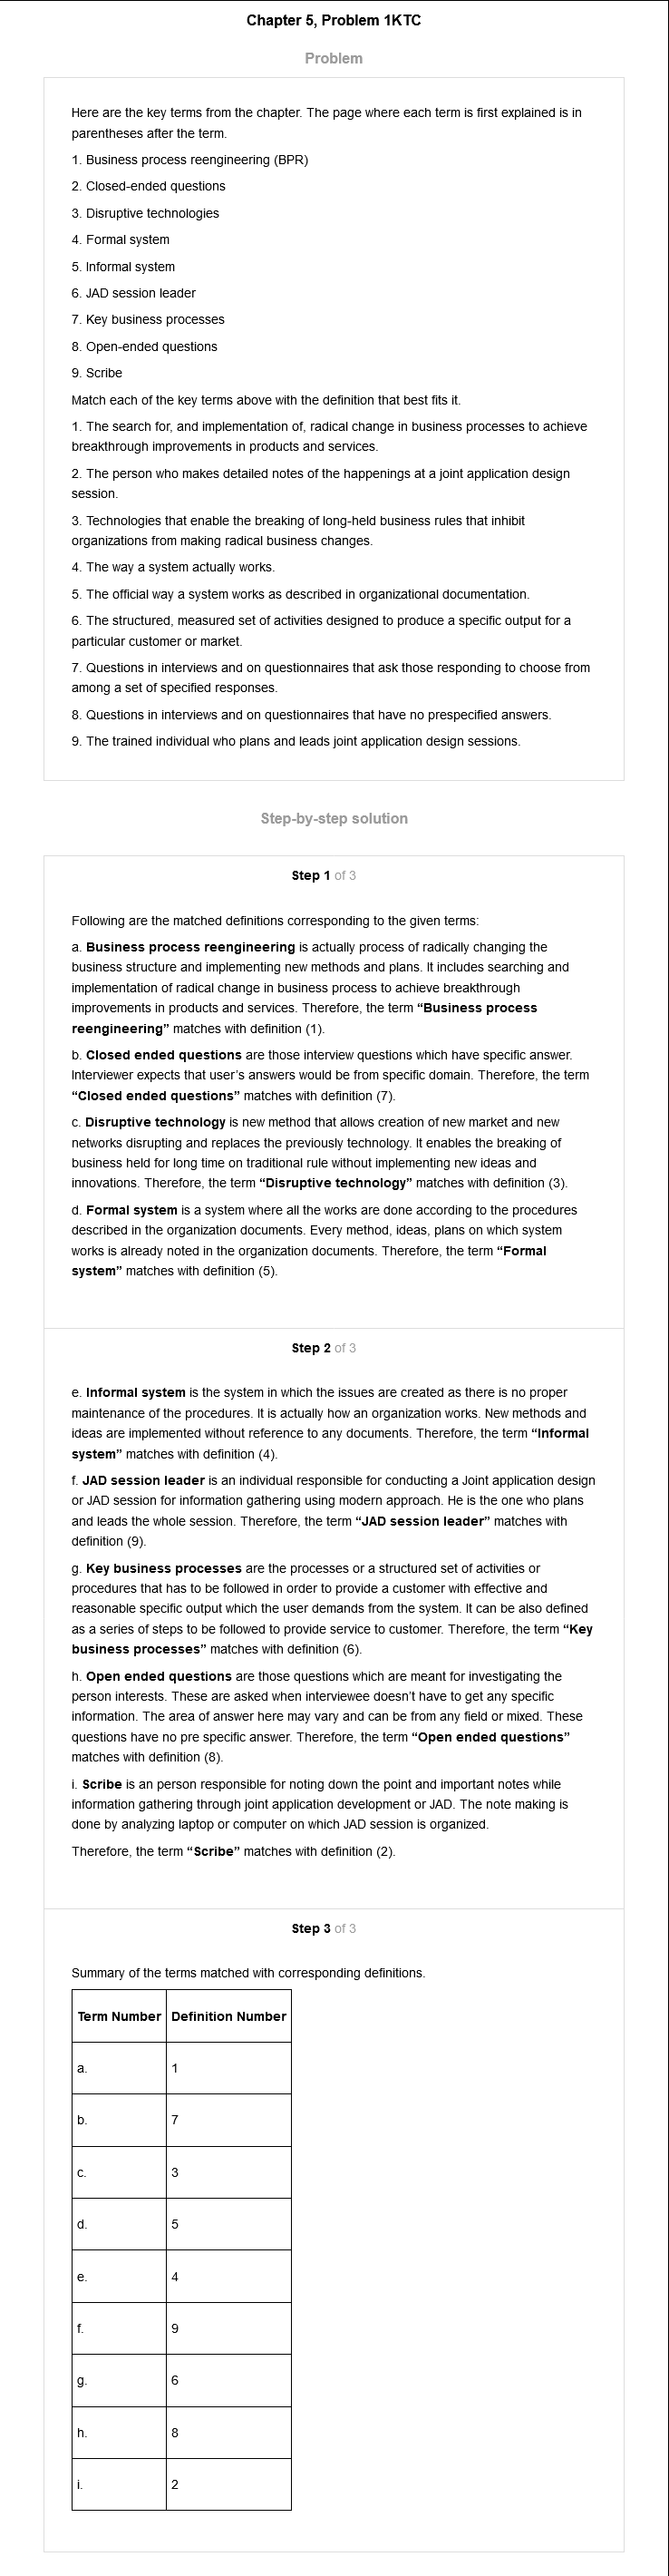 Chapter 5, Problem 1KTC
Problem
Here are the key terms from the chapter. The page where each term is first explained is in
parentheses after the term.
1. Business process reengineering (BPR)
2. Closed-ended questions
3. Disruptive technologies
4. Formal system
5. Informal system
6. JAD session leader
7. Key business processes
8. Open-ended questions
9. Scribe
Match each of the key terms above with the definition that best fits it.
1. The search for, and implementation of, radical change in business processes to achieve
breakthrough improvements in products and services.
2. The person who makes detailed notes of the happenings at a joint application design
session.
3. Technologies that enable the breaking of long-held business rules that inhibit
organizations from making radical business changes.
4. The way a system actually works.
5. The official way a system works as described in organizational documentation.
6. The structured, measured set of activities designed to produce a specific output for a
particular customer or market.
7. Questions in interviews and on questionnaires that ask those responding to choose from
among a set of specified responses.
8. Questions in interviews and on questionnaires that have no prespecified answers.
9. The trained individual who plans and leads joint application design sessions.
Step-by-step solution
Step 1 of 3
Following are the matched definitions corresponding to the given terms:
a. Business process reengineering is actually process of radically changing the
business structure and implementing new methods and plans. It includes searching and
implementation of radical change in business process to achieve breakthrough
improvements in products and services. Therefore, the term “Business process
reengineering” matches with definition (1).
b. Closed ended questions are those interview questions which have specific answer.
Interviewer expects that user’s answers would be from specific domain. Therefore, the term
“Closed ended questions” matches with definition (7).
c. Disruptive technology is new method that allows creation of new market and new
networks disrupting and replaces the previously technology. It enables the breaking of
business held for long time on traditional rule without implementing new ideas and
innovations. Therefore, the term “Disruptive technology” matches with definition (3).
d. Formal system is a system where all the works are done according to the procedures
described in the organization documents. Every method, ideas, plans on which system
works is already noted in the organization documents. Therefore, the term “Formal
system” matches with definition (5).
Step 2 of 3
e. Informal system is the system in which the issues are created as there is no proper
maintenance of the procedures. It is actually how an organization works. New methods and
ideas are implemented without reference to any documents. Therefore, the term “Informal
system” matches with definition (4).
f. JAD session leader is an individual responsible for conducting a Joint application design
or JAD session for information gathering using modern approach. He is the one who plans
and leads the whole session. Therefore, the term “JAD session leader” matches with
definition (9).
g. Key business processes are the processes or a structured set of activities or
procedures that has to be followed in order to provide a customer with effective and
reasonable specific output which the user demands from the system. It can be also defined
as a series of steps to be followed to provide service to customer. Therefore, the term “Key
business processes” matches with definition (6).
h. Open ended questions are those questions which are meant for investigating the
person interests. These are asked when interviewee doesn’t have to get any specific
information. The area of answer here may vary and can be from any field or mixed. These
questions have no pre specific answer. Therefore, the term “Open ended questions”
matches with definition (8).
i. Scribe is an person responsible for noting down the point and important notes while
information gathering through joint application development or JAD. The note making is
done by analyzing laptop or computer on which JAD session is organized.
Therefore, the term “Scribe” matches with definition (2).
Step 3 of 3
Summary of the terms matched with corresponding definitions.
Term Number Definition Number
a. 1
b. 7
c. 3
d. 5
e. 4
f. 9
g. 6
h. 8
i. 2